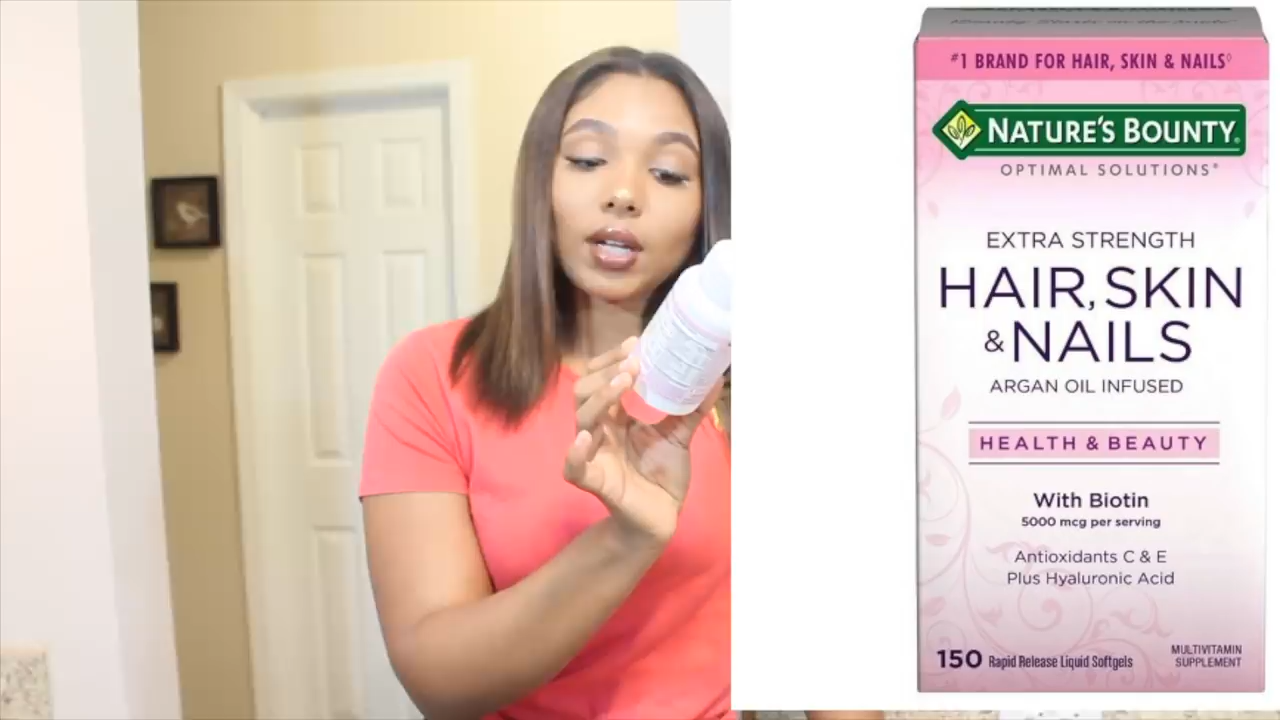 #1 BRAND FOR HAIR, SKIN & NAILS◊
NATURE'S BOUNTY®
OPTIMAL SOLUTIONS®
EXTRA STRENGTH
HAIR, SKIN
& NAILS
ARGAN OIL INFUSED
HEALTH & BEAUTY
With Biotin
5000 mcg per serving
Antioxidants C & E
Plus Hyaluronic Acid
150 Rapid Release Liquid Softgels
MULTIVITAMIN
SUPPLEMENT